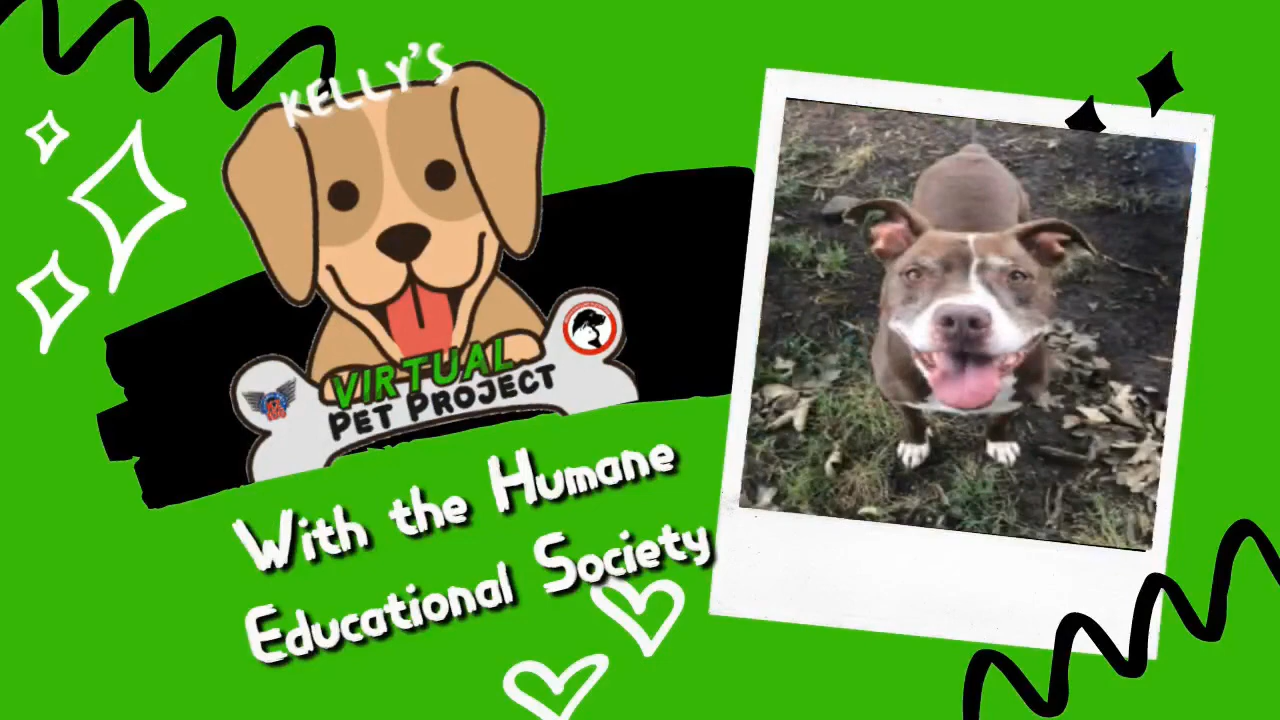 KELLY'S
VIRTUAL
PET PROJECT
With the Humane
Educational Society